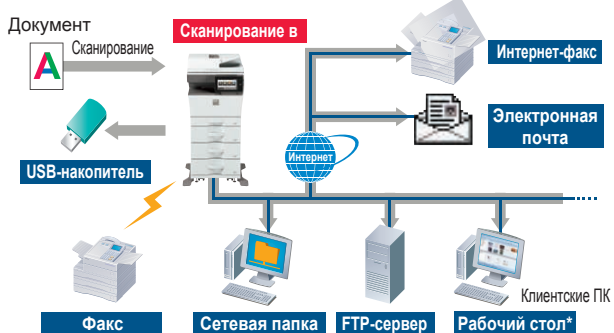 Документ
Сканирование
Сканирование в
A
Интернет-факс
Электронная
почта
Интернет
USB-накопитель
Клиентские ПК
Факс
Сетевая папка
FTP-сервер
Рабочий стол*